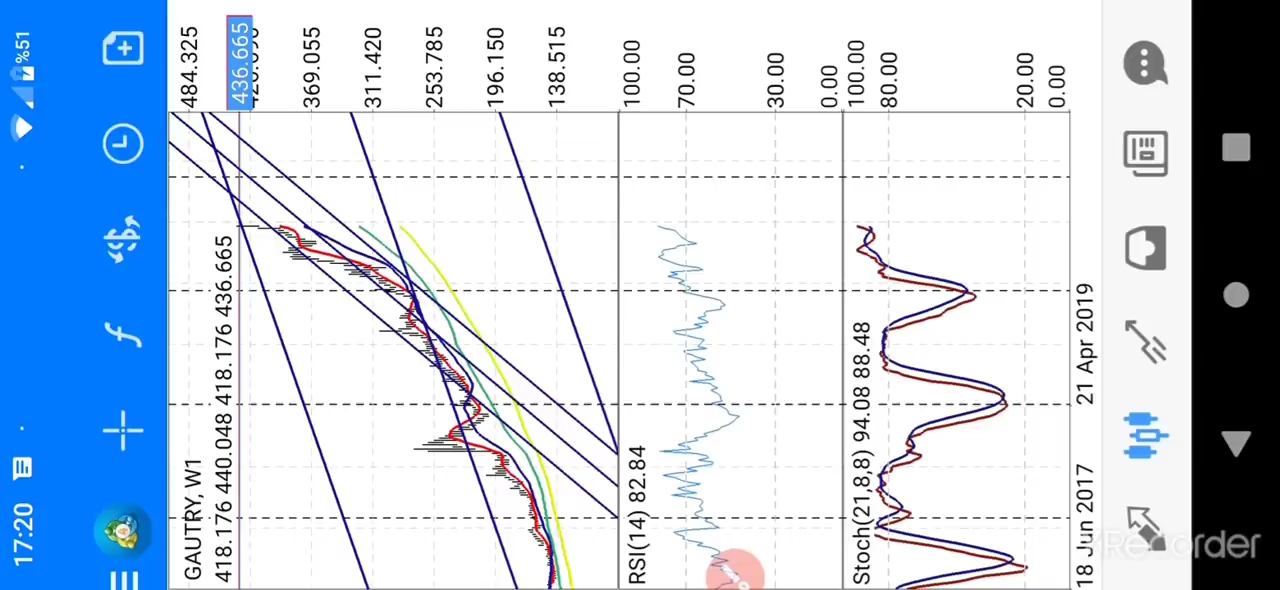 17:20
%51
GAUTRY, W1
418.176 440.048 418.176 436.665
484.325
436.665
369.055
311.420
253.785
196.150
138.515
RSI(14) 82.84
100.00
70.00
30.00
0.00
Stoch(21,8,8) 94.08 88.48
100.00
80.00
20.00
0.00
18 Jun 2017
21 Apr 2019